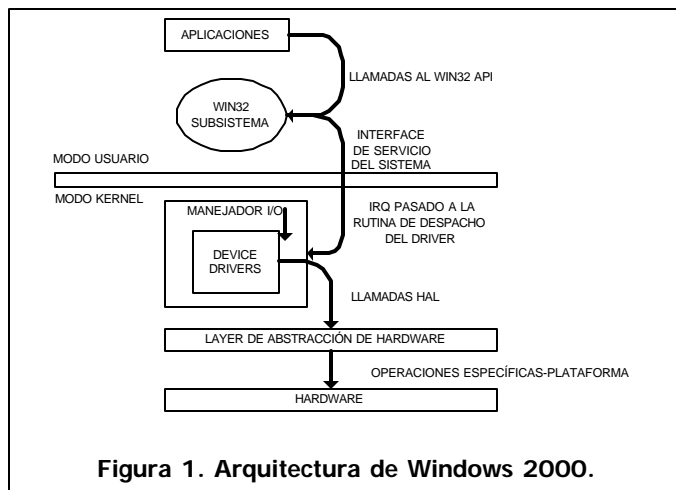 APLICACIONES
LLAMADAS AL WIN32 API
WIN32
SUBSISTEMA
INTERFACE
DE SERVICIO
DEL SISTEMA
MODO USUARIO
MODO KERNEL
MANEJADOR I/O
IRQ PASADO A LA
RUTINA DE DESPACHO
DEL DRIVER
DEVICE
DRIVERS
LLAMADAS HAL
LAYER DE ABSTRACCIÓN DE HARDWARE
OPERACIONES ESPECÍFICAS-PLATAFORMA
HARDWARE
Figura 1. Arquitectura de Windows 2000.